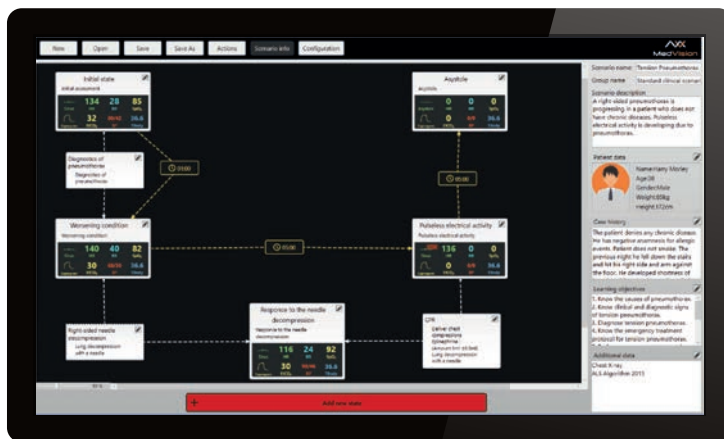 New Open Save Save As Actions Scenario info Configuration
MedVision
Scenario name: Tension Pneumothorax
Group name Standard clinical scenar
Scenario description
A right-sided pneumothorax is
progressing in a patient who does not
have chronic diseases. Pulseless
electrical activity is developing due to
pneumothorax.
Patient data
Name:Harry Morley
Gender:Male
Case history
The patient denies any chronic disease.
He has negative anamnesis for allergic
events. Patient does not smoke. The
previous night he fell down the stairs
and hit his right side and arm against
the floor. He developed shortness of
Learning objectives
1. Know the causes of pneumothorax.
2. Know clinical and diagnostic signs
of tension pneumothorax.
3. Diagnose tension pneumothorax.
4. Know the emergency treatment
protocol for tension pneumothorax.
Additional data
Chest X-ray
ALS Algorithm 2015
Initial state
Initial assessment
134 28 85
32 36.6
Diagnostics of
pneumothorax
Diagnostics of
pneumothorax
Worsening condition
Worsening condition
140 40 82
30 36.6
Right-sided needle
decompression
Lung decompression
with a needle
Response to the needle
decompression
Response to the needle
decompression
116 24 92
30 36.6
Asystole
asystole
0 0 0
0 0/0 36.6
05:00
Pulseless electrical activity
Pulseless electrical activity
136 0 0
0 0/0 36.6
CPR
Deliver chest
compressions
Epinephrine
Lung decompression
with a needle
+ Add new state